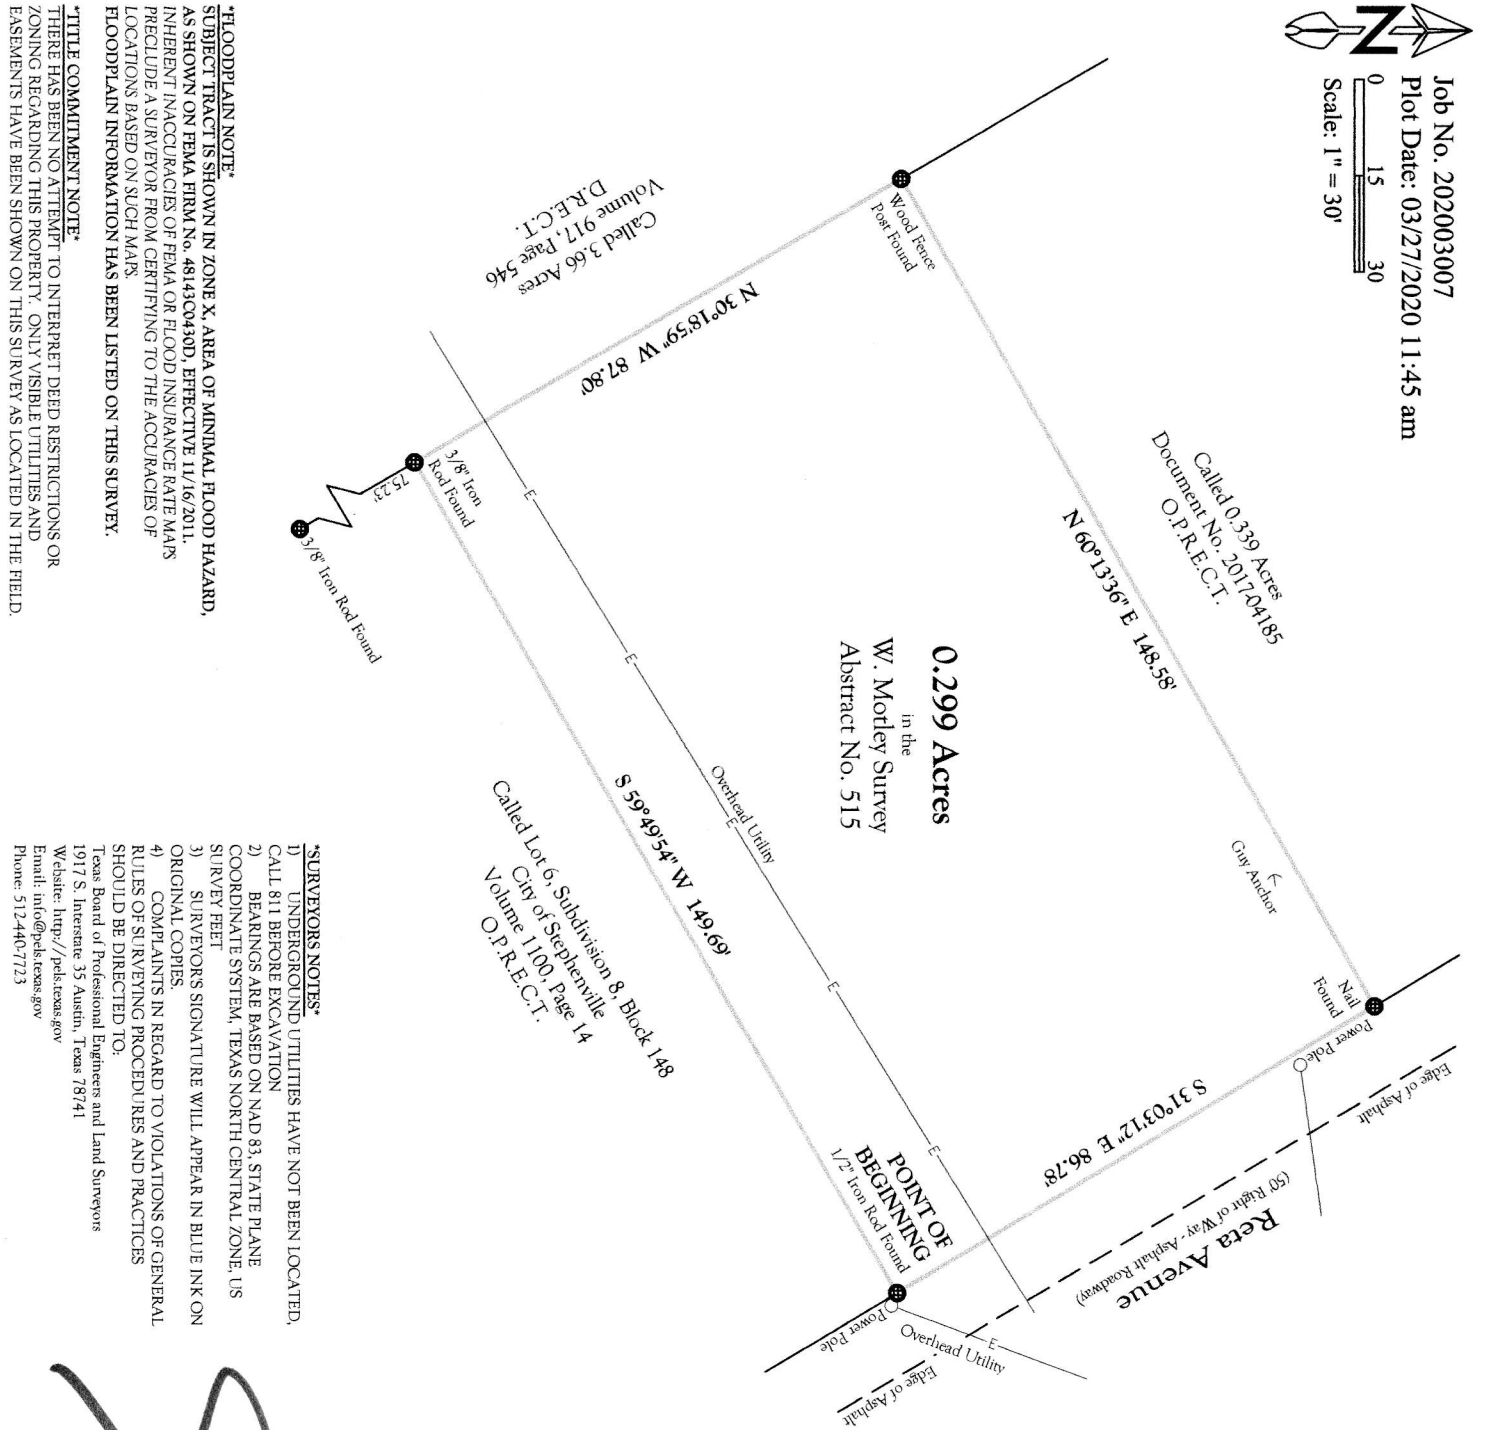 N
Job No. 202003007
Plot Date: 03/27/2020 11:45 am
0 15 30
Scale: 1" = 30'
Wood Fence
Post Found
Called 3.66 Acres
Volume 917, Page 546
D.R.E.C.T.
N 30°18'59" W 87.80'
Called 0.339 Acres
Document No. 2017-04185
O.P.R.E.C.T.
N 60°13'36" E 148.58'
3/8" Iron
Rod Found
75.23'
3/8" Iron Rod Found
0.299 Acres
in the
W. Motley Survey
Abstract No. 515
E
E
Overhead Utility
E
E
E
Guy Anchor
Nail
Found
Power Pole
Edge of Asphalt
S 31°03'12" E 86.78'
Reta Avenue
(50' Right of Way - Asphalt Roadway)
S 59°49'54" W 149.69'
Called Lot 6, Subdivision 8, Block 148
City of Stephenville
Volume 1100, Page 14
O.P.R.E.C.T.
POINT OF
BEGINNING
1/2" Iron Rod Found
Power Pole
E
Overhead Utility
Edge of Asphalt
*FLOODPLAIN NOTE*
SUBJECT TRACT IS SHOWN IN ZONE X, AREA OF MINIMAL FLOOD HAZARD,
AS SHOWN ON FEMA FIRM No. 48143C0430D, EFFECTIVE 11/16/2011.
INHERENT INACCURACIES OF FEMA OR FLOOD INSURANCE RATE MAPS
PRECLUDE A SURVEYOR FROM CERTIFYING TO THE ACCURACIES OF
LOCATIONS BASED ON SUCH MAPS.
FLOODPLAIN INFORMATION HAS BEEN LISTED ON THIS SURVEY.
*TITLE COMMITMENT NOTE*
THERE HAS BEEN NO ATTEMPT TO INTERPRET DEED RESTRICTIONS OR
ZONING REGARDING THIS PROPERTY. ONLY VISIBLE UTILITIES AND
EASEMENTS HAVE BEEN SHOWN ON THIS SURVEY AS LOCATED IN THE FIELD.
*SURVEYORS NOTES*
1) UNDERGROUND UTILITIES HAVE NOT BEEN LOCATED,
CALL 811 BEFORE EXCAVATION
2) BEARINGS ARE BASED ON NAD 83, STATE PLANE
COORDINATE SYSTEM, TEXAS NORTH CENTRAL ZONE, US
SURVEY FEET
3) SURVEYOR'S SIGNATURE WILL APPEAR IN BLUE INK ON
ORIGINAL COPIES.
4) COMPLAINTS IN REGARD TO VIOLATIONS OF GENERAL
RULES OF SURVEYING PROCEDURES AND PRACTICES
SHOULD BE DIRECTED TO:
Texas Board of Professional Engineers and Land Surveyors
1917 S. Interstate 35 Austin, Texas 78741
Website: http://pels.texas.gov
Email: info@pels.texas.gov
Phone: 512-440-7723